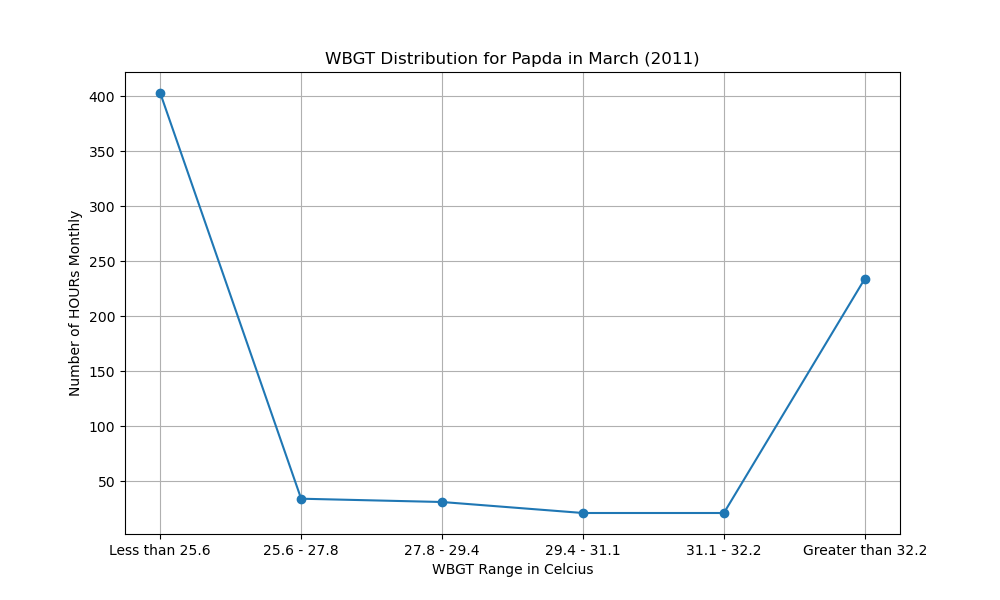 WBGT Distribution for Papda in March (2011)
Number of HOURs Monthly
400
350
300
250
200
150
100
50
Less than 25.6
25.6 - 27.8
27.8 - 29.4
29.4 - 31.1
31.1 - 32.2
Greater than 32.2
WBGT Range in Celcius